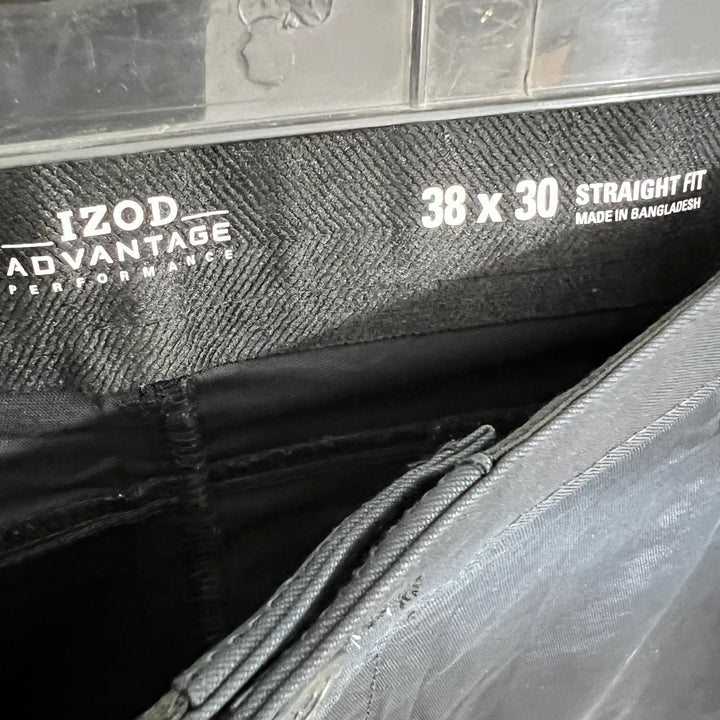 IZOD
ADVANTAGE
PERFORMANCE
38 x 30
STRAIGHT FIT
MADE IN BANGLADESH